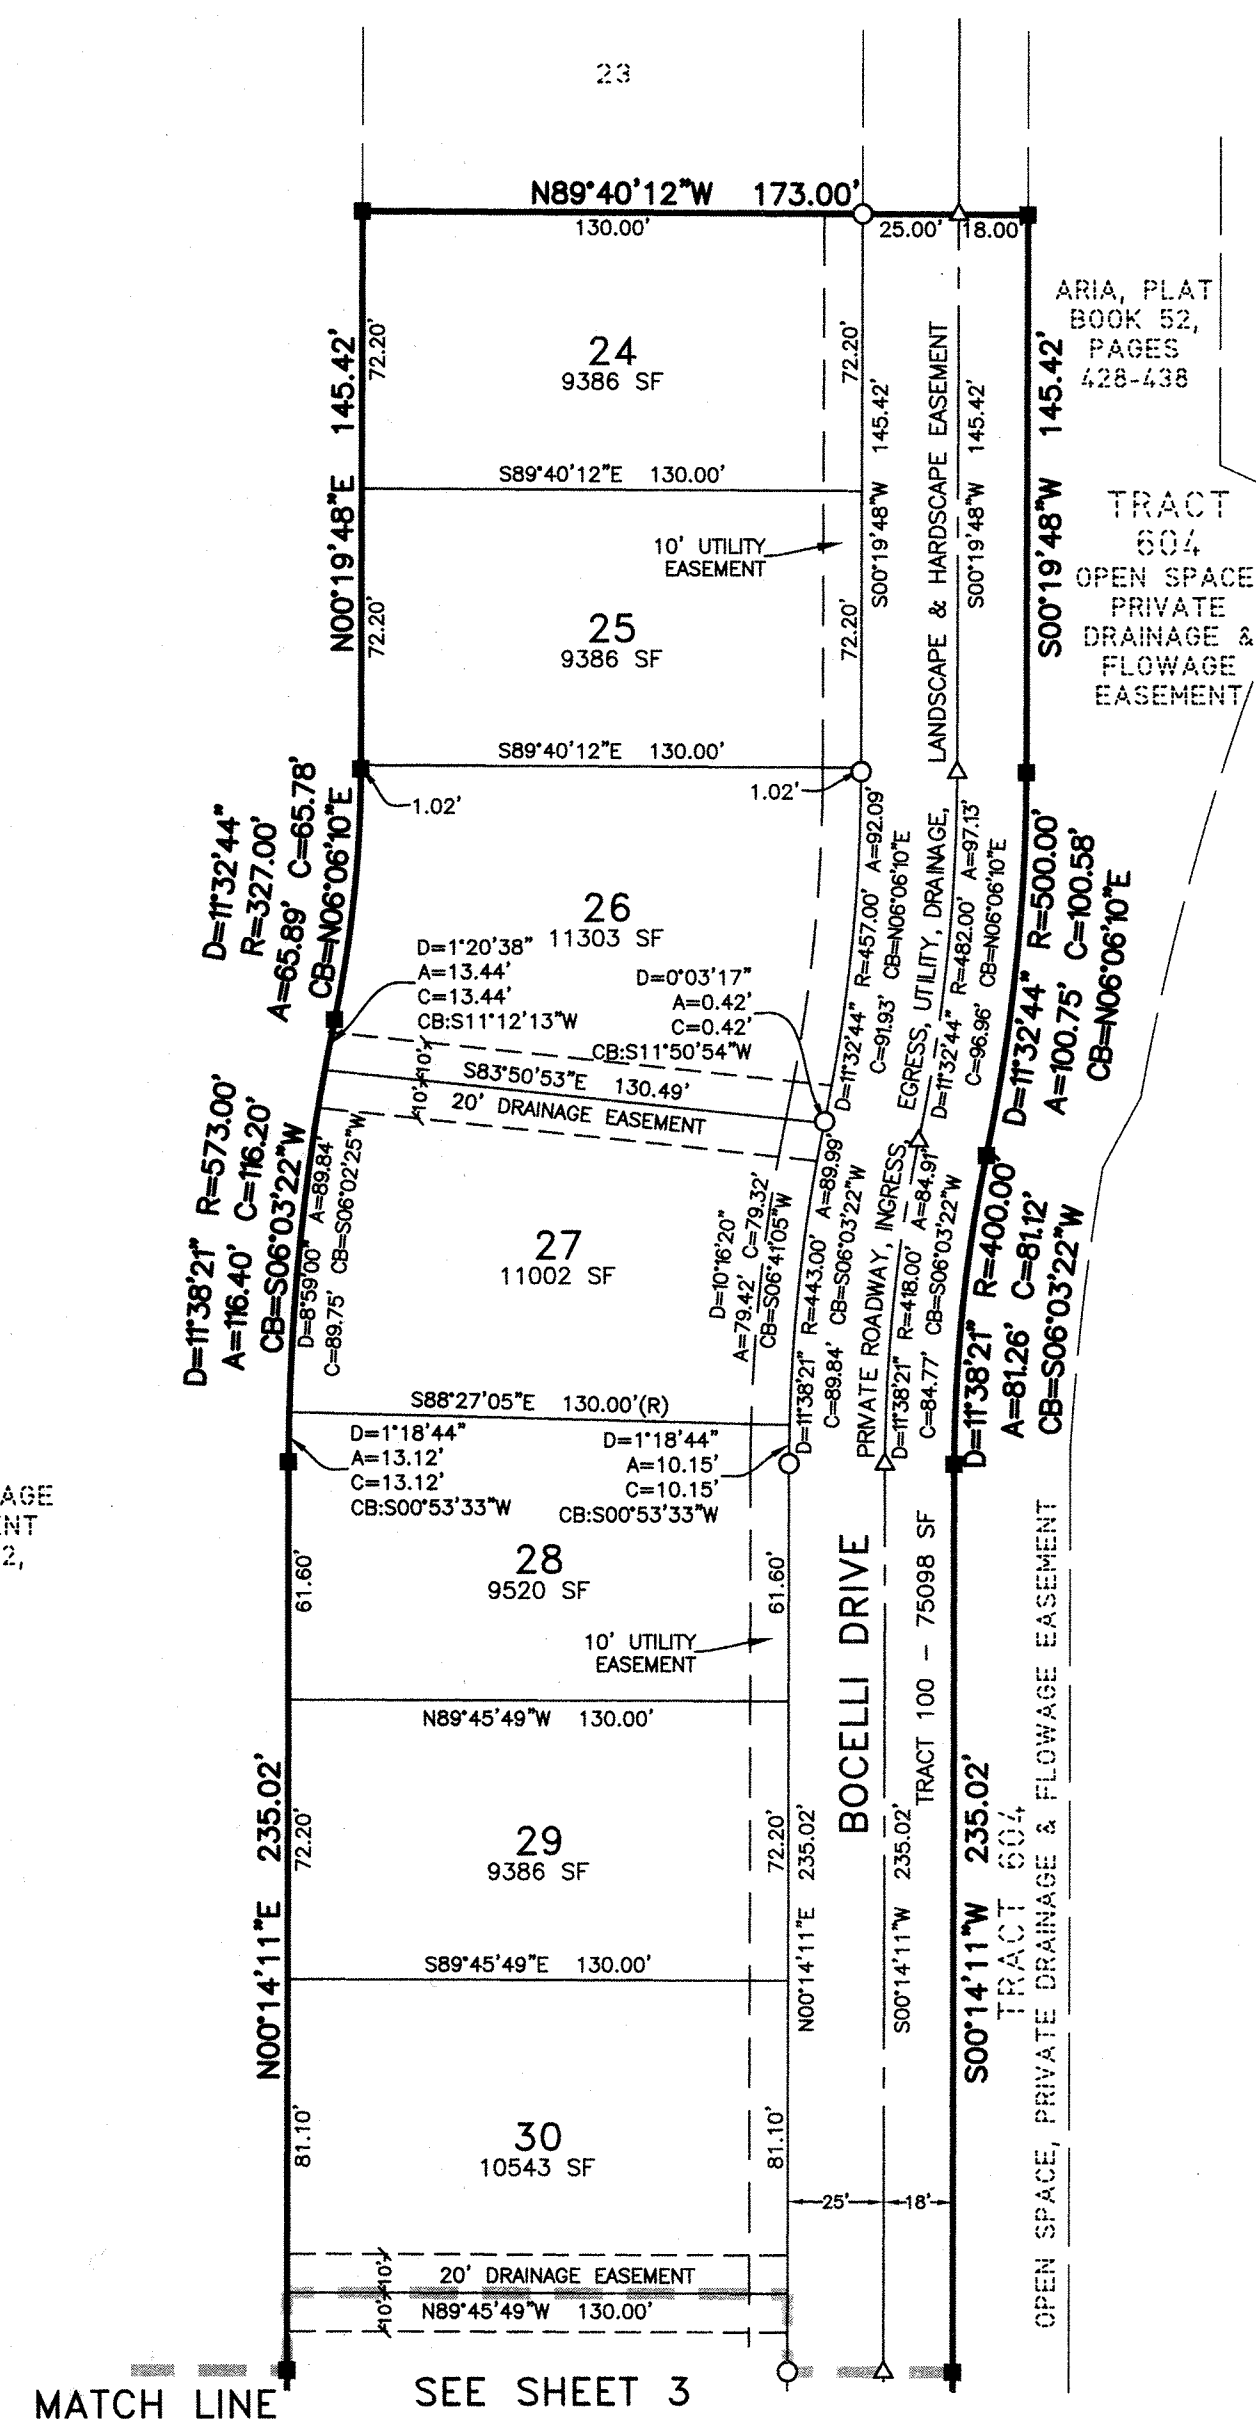 23
N89°40'12"W 173.00'
130.00'
25.00'
18.00'
ARIA, PLAT
BOOK 52,
PAGES
428-438
N00°19'48"E 145.42'
72.20'
24
9386 SF
72.20'
S00°19'48"W 145.42'
LANDSCAPE & HARDSCAPE EASEMENT
S00°19'48"W 145.42'
S00°19'48"W 145.42'
S89°40'12"E 130.00'
TRACT
604
OPEN SPACE
PRIVATE
DRAINAGE &
FLOWAGE
EASEMENT
10' UTILITY
EASEMENT
72.20'
25
9386 SF
72.20'
S89°40'12"E 130.00'
1.02'
1.02'
D=11°32'44"
R=327.00'
A=65.89' C=65.78'
CB=N06°06'10"E
26
11303 SF
D=1°20'38"
A=13.44'
C=13.44'
CB:S11°12'13"W
D=0°03'17"
A=0.42'
C=0.42'
CB:S11°50'54"W
D=11°32'44" R=457.00' A=92.09'
C=91.93' CB=N06°06'10"E
PRIVATE ROADWAY, INGRESS, EGRESS, UTILITY, DRAINAGE,
D=11°32'44" R=482.00' A=97.13'
C=96.96' CB=N06°06'10"E
D=11°32'44" R=500.00'
A=100.75' C=100.58'
CB=N06°06'10"E
10'
10'
S83°50'53"E 130.49'
20' DRAINAGE EASEMENT
D=11°38'21" R=573.00'
A=116.40' C=116.20'
CB=S06°03'22"W
D=8°59'00" A=89.84'
C=89.75' CB=S06°02'25"W
27
11002 SF
D=10°16'20"
A=79.42' C=79.32'
CB=S06°41'05"W
D=11°38'21" R=443.00' A=89.99'
C=89.84' CB=S06°03'22"W
D=11°38'21" R=418.00' A=84.91'
C=84.77' CB=S06°03'22"W
D=11°38'21" R=400.00'
A=81.26' C=81.12'
CB=S06°03'22"W
S88°27'05"E 130.00'(R)
D=1°18'44"
A=13.12'
C=13.12'
CB:S00°53'33"W
D=1°18'44"
A=10.15'
C=10.15'
CB:S00°53'33"W
AGE
2,
61.60'
28
9520 SF
61.60'
10' UTILITY
EASEMENT
BOCELLI DRIVE
TRACT 100 - 75098 SF
N89°45'49"W 130.00'
N00°14'11"E 235.02'
72.20'
29
9386 SF
72.20'
N00°14'11"E 235.02'
S00°14'11"W 235.02'
S00°14'11"W 235.02'
TRACT 604
OPEN SPACE, PRIVATE DRAINAGE & FLOWAGE EASEMENT
S89°45'49"E 130.00'
81.10'
30
10543 SF
81.10'
25'
18'
10'
10'
20' DRAINAGE EASEMENT
N89°45'49"W 130.00'
MATCH LINE
SEE SHEET 3